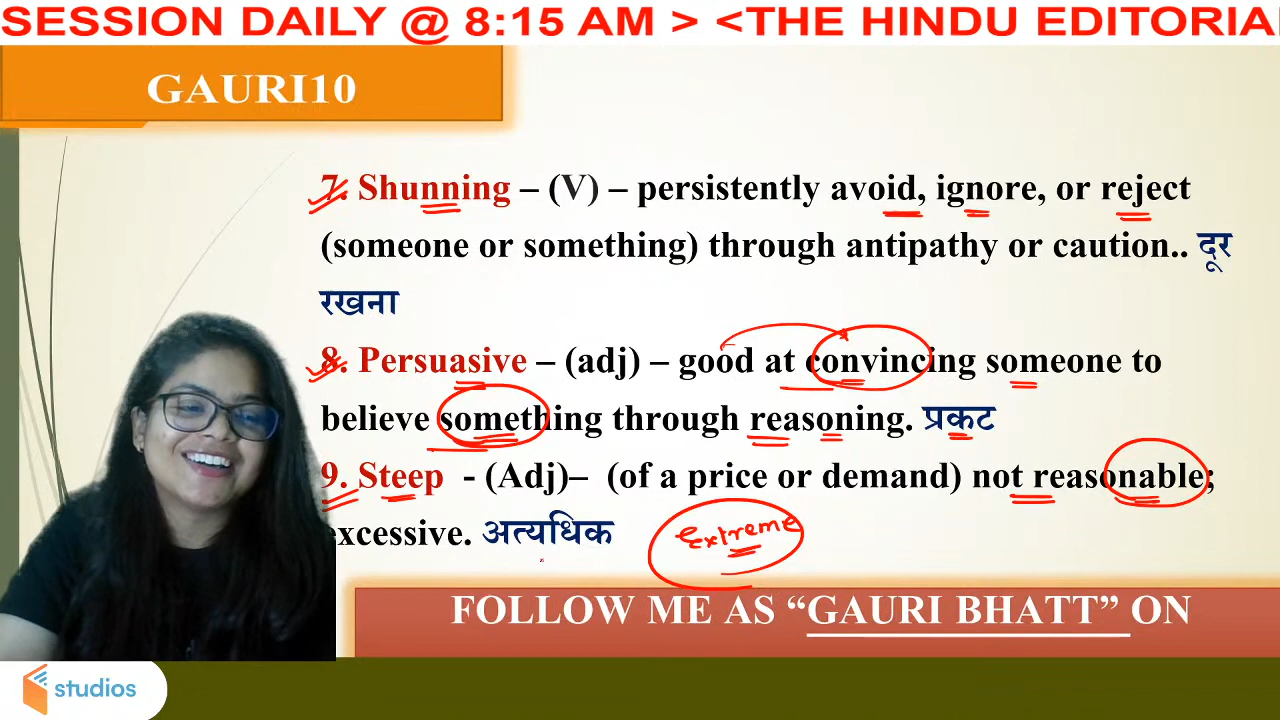 SESSION DAILY @ 8:15 AM > <THE HINDU EDITORIA
GAURI10
7. Shunning – (V) – persistently avoid, ignore, or reject
(someone or something) through antipathy or caution.. दूर
रखना
8. Persuasive – (adj) – good at convincing someone to
believe something through reasoning. प्रकट
9. Steep - (Adj)– (of a price or demand) not reasonable;
excessive. अत्यधिक
Extreme
FOLLOW ME AS “GAURI BHATT” ON
studios